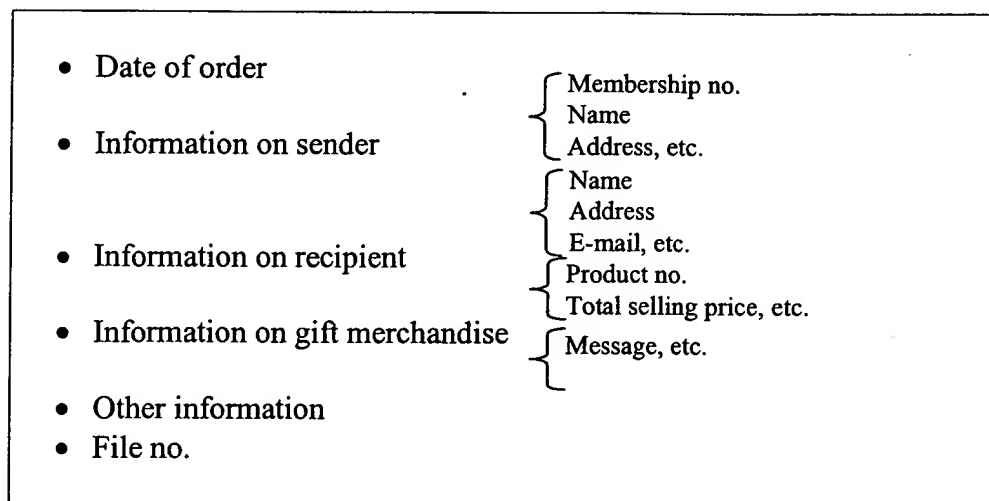 • Date of order
Membership no.
Name
• Information on sender
Address, etc.
Name
Address
E-mail, etc.
• Information on recipient
Product no.
Total selling price, etc.
• Information on gift merchandise
Message, etc.
• Other information
• File no.